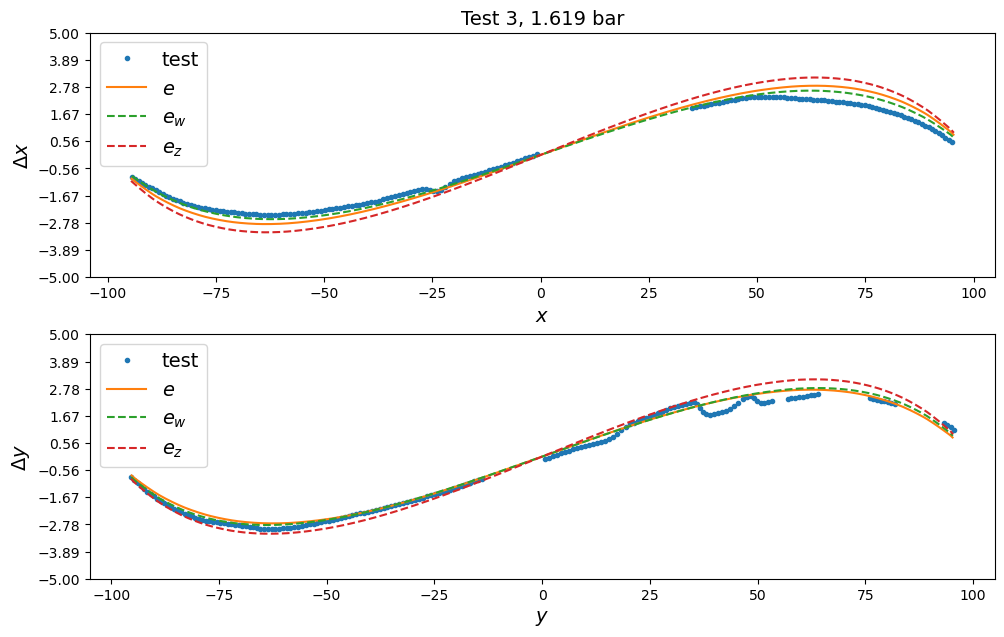 Test 3, 1.619 bar
5.00
3.89
2.78
1.67
0.56
−0.56
−1.67
−2.78
−3.89
−5.00
Δx
test
e
e_w
e_z
−100
−75
−50
−25
0
25
50
75
100
x
5.00
3.89
2.78
1.67
0.56
−0.56
−1.67
−2.78
−3.89
−5.00
Δy
test
e
e_w
e_z
−100
−75
−50
−25
0
25
50
75
100
y